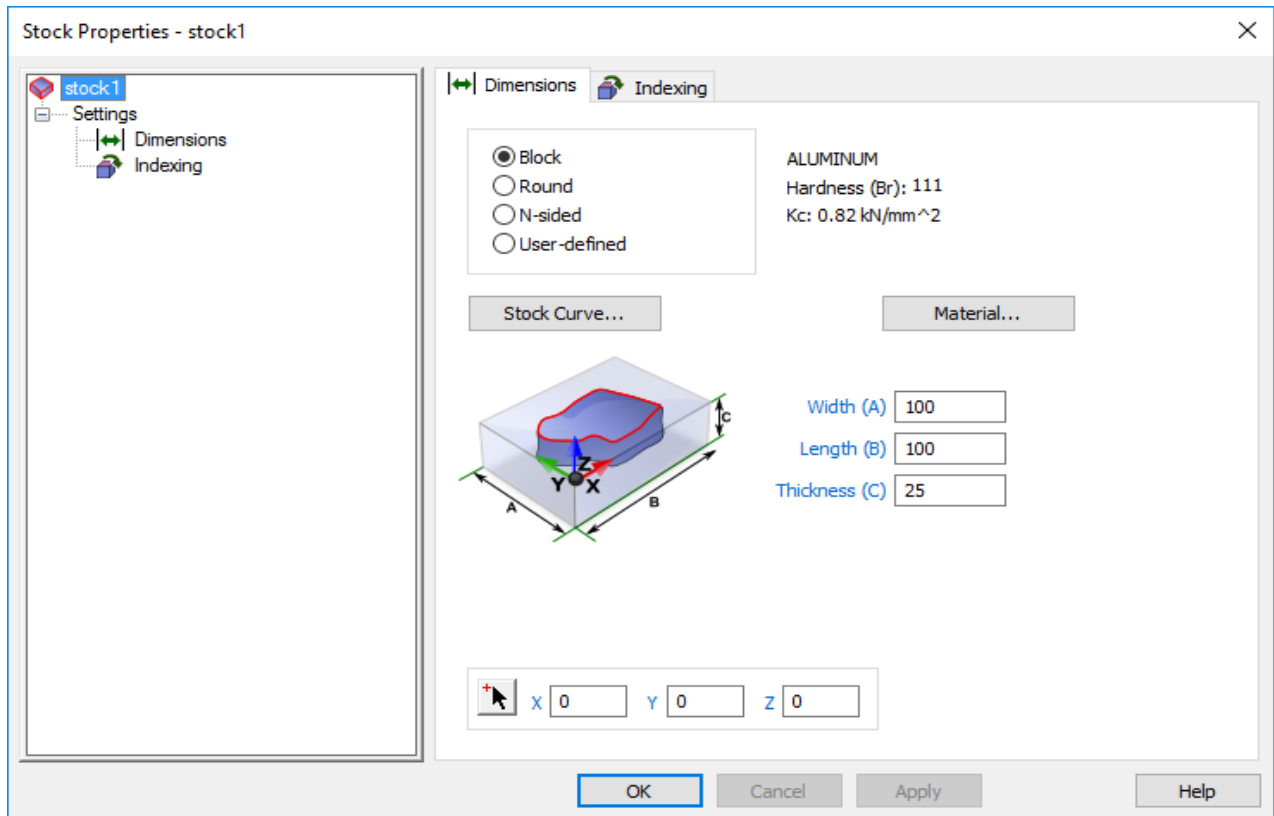 Stock Properties - stock1
stock1
Settings
Dimensions
Indexing
Dimensions
Indexing
Block
Round
N-sided
User-defined
ALUMINUM
Hardness (Br): 111
Kc: 0.82 kN/mm^2
Stock Curve...
Material...
C
Z
Y X
A
B
Width (A) 100
Length (B) 100
Thickness (C) 25
X 0 Y 0 Z 0
OK Cancel Apply Help